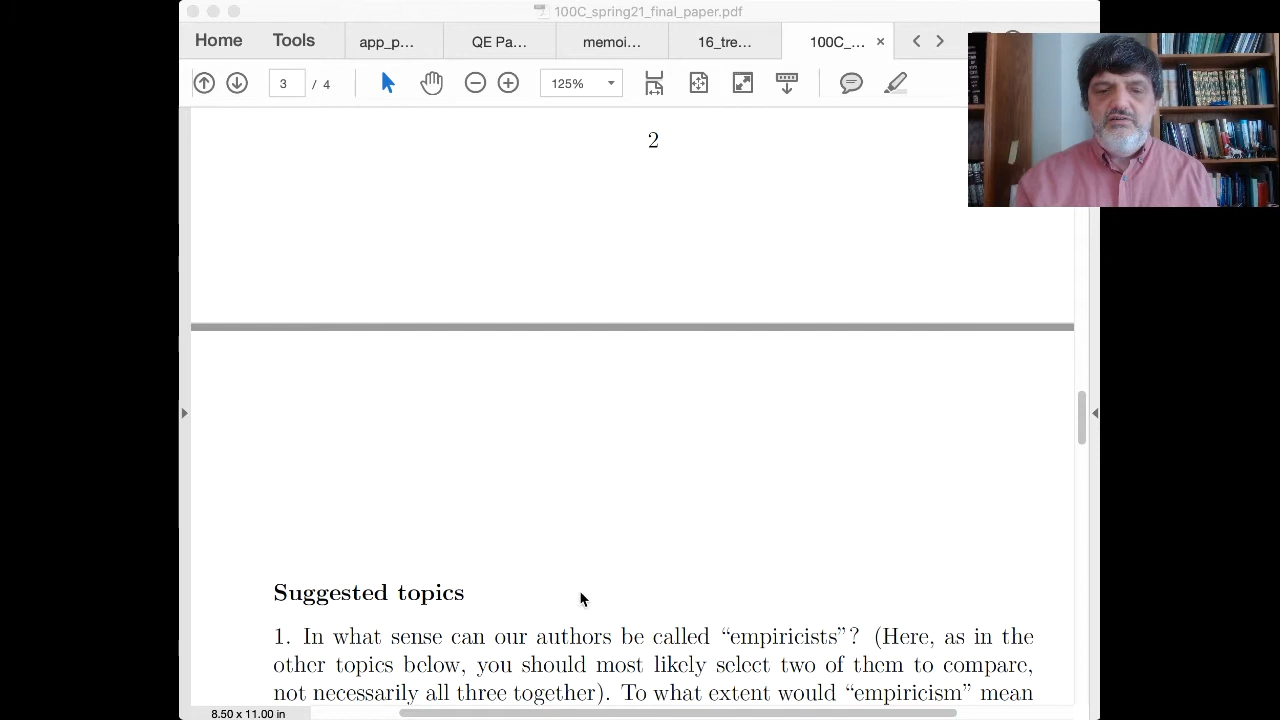 100C_spring21_final_paper.pdf
Home Tools app_p... QE Pa... memoi... 16_tre... 100C_... ×
3 / 4 125%
2
Suggested topics
1. In what sense can our authors be called “empiricists”? (Here, as in the
other topics below, you should most likely select two of them to compare,
not necessarily all three together). To what extent would “empiricism” mean
8.50 x 11.00 in